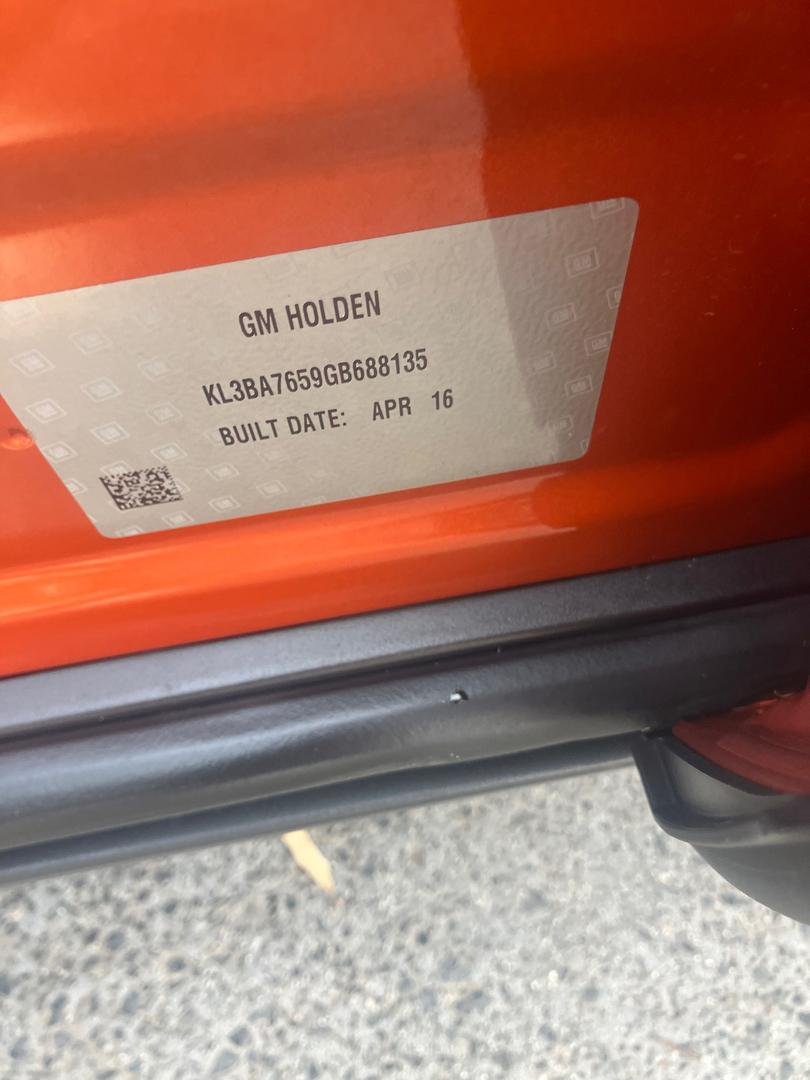 GM HOLDEN
KL3BA7659GB688135
BUILT DATE: APR 16